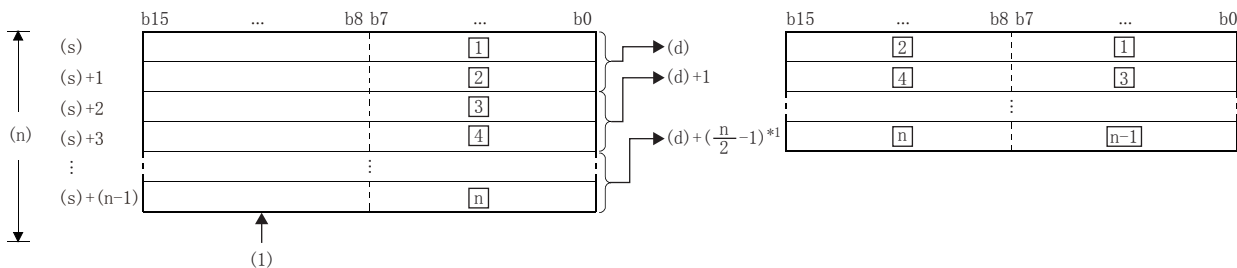 b15 ... b8 b7 ... b0
(s) 1
(s)+1 2
(s)+2 3
(s)+3 4
⋮ ⋮
(s)+(n-1) n
(n)
(1)
(d)
(d)+1
(d)+(n/2-1)*1
b15 ... b8 b7 ... b0
2 1
4 3
⋮
n n-1